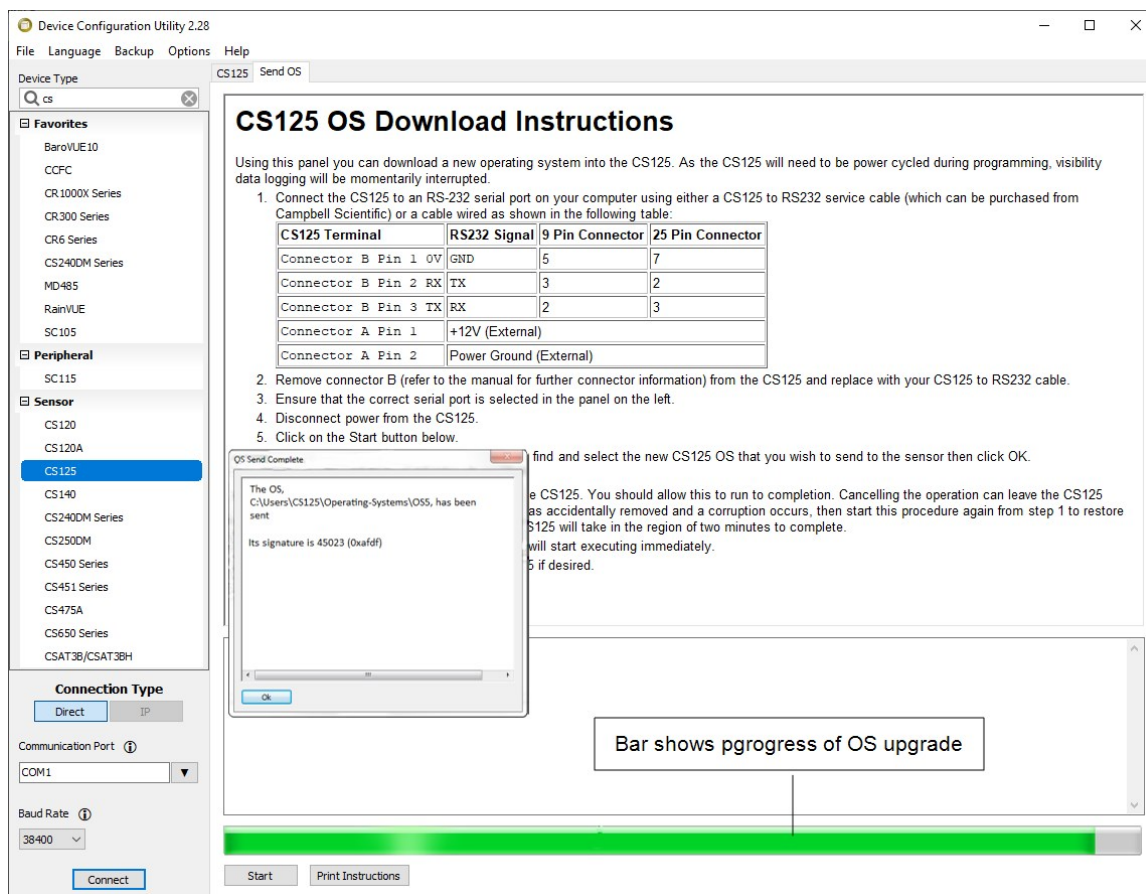 Device Configuration Utility 2.28
File Language Backup Options Help
Device Type
cs
Favorites
BaroVUE10
CCFC
CR1000X Series
CR300 Series
CR6 Series
CS240DM Series
MD485
RainVUE
SC105
Peripheral
SC115
Sensor
CS120
CS120A
CS125
CS140
CS240DM Series
CS250DM
CS450 Series
CS451 Series
CS475A
CS650 Series
CSAT3B/CSAT3BH
Connection Type
Direct IP
Communication Port
COM1
Baud Rate
38400
Connect
CS125 Send OS
CS125 OS Download Instructions
Using this panel you can download a new operating system into the CS125. As the CS125 will need to be power cycled during programming, visibility
data logging will be momentarily interrupted.
1. Connect the CS125 to an RS-232 serial port on your computer using either a CS125 to RS232 service cable (which can be purchased from
Campbell Scientific) or a cable wired as shown in the following table:
CS125 Terminal RS232 Signal 9 Pin Connector 25 Pin Connector
Connector B Pin 1 0V GND 5 7
Connector B Pin 2 RX TX 3 2
Connector B Pin 3 TX RX 2 3
Connector A Pin 1 +12V (External)
Connector A Pin 2 Power Ground (External)
2. Remove connector B (refer to the manual for further connector information) from the CS125 and replace with your CS125 to RS232 cable.
3. Ensure that the correct serial port is selected in the panel on the left.
4. Disconnect power from the CS125.
5. Click on the Start button below.
find and select the new CS125 OS that you wish to send to the sensor then click OK.
e CS125. You should allow this to run to completion. Cancelling the operation can leave the CS125
as accidentally removed and a corruption occurs, then start this procedure again from step 1 to restore
S125 will take in the region of two minutes to complete.
will start executing immediately.
5 if desired.
OS Send Complete
The OS,
C:\Users\CS125\Operating-Systems\OS5, has been
sent
Its signature is 45023 (0xafdf)
Ok
Bar shows pgrogress of OS upgrade
Start Print Instructions